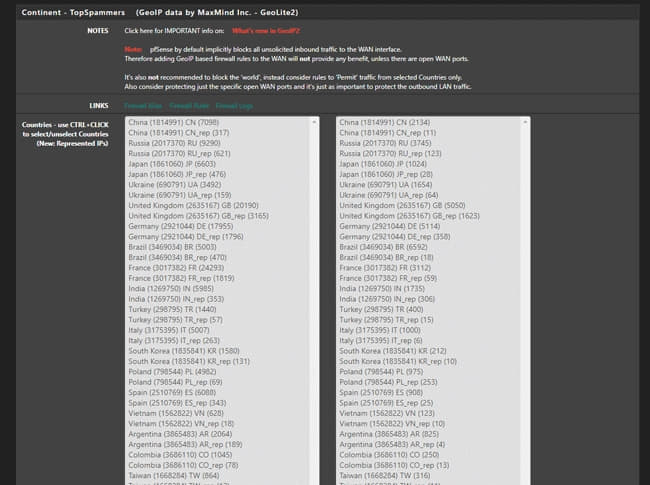 Continent - TopSpammers (GeoIP data by MaxMind Inc. - GeoLite2)
NOTES Click here for IMPORTANT info on: What's new in GeoIP2
Note: pfSense by default implicitly blocks all unsolicited inbound traffic to the WAN interface.
Therefore adding GeoIP based firewall rules to the WAN will not provide any benefit, unless there are open WAN ports.
It's also not recommended to block the 'world', instead consider rules to 'Permit' traffic from selected Countries only.
Also consider protecting just the specific open WAN ports and it's just as important to protect the outbound LAN traffic.
LINKS Firewall Alias Firewall Rules Firewall Logs
Countries - use CTRL+CLICK
to select/unselect Countries
(New: Represented IPs)
China (1814991) CN (7098)
China (1814991) CN_rep (317)
Russia (2017370) RU (9290)
Russia (2017370) RU_rep (621)
Japan (1861060) JP (6603)
Japan (1861060) JP_rep (476)
Ukraine (690791) UA (3492)
Ukraine (690791) UA_rep (159)
United Kingdom (2635167) GB (20190)
United Kingdom (2635167) GB_rep (3165)
Germany (2921044) DE (17955)
Germany (2921044) DE_rep (1796)
Brazil (3469034) BR (5003)
Brazil (3469034) BR_rep (470)
France (3017382) FR (24293)
France (3017382) FR_rep (1819)
India (1269750) IN (5985)
India (1269750) IN_rep (353)
Turkey (298795) TR (1440)
Turkey (298795) TR_rep (57)
Italy (3175395) IT (5007)
Italy (3175395) IT_rep (263)
South Korea (1835841) KR (1580)
South Korea (1835841) KR_rep (131)
Poland (798544) PL (4982)
Poland (798544) PL_rep (69)
Spain (2510769) ES (6088)
Spain (2510769) ES_rep (343)
Vietnam (1562822) VN (628)
Vietnam (1562822) VN_rep (18)
Argentina (3865483) AR (2064)
Argentina (3865483) AR_rep (189)
Colombia (3686110) CO (1045)
Colombia (3686110) CO_rep (78)
Taiwan (1668284) TW (864)
China (1814991) CN (2134)
China (1814991) CN_rep (11)
Russia (2017370) RU (3745)
Russia (2017370) RU_rep (123)
Japan (1861060) JP (1024)
Japan (1861060) JP_rep (28)
Ukraine (690791) UA (1654)
Ukraine (690791) UA_rep (64)
United Kingdom (2635167) GB (5050)
United Kingdom (2635167) GB_rep (1623)
Germany (2921044) DE (5114)
Germany (2921044) DE_rep (358)
Brazil (3469034) BR (6592)
Brazil (3469034) BR_rep (18)
France (3017382) FR (3112)
France (3017382) FR_rep (59)
India (1269750) IN (1735)
India (1269750) IN_rep (306)
Turkey (298795) TR (400)
Turkey (298795) TR_rep (15)
Italy (3175395) IT (1000)
Italy (3175395) IT_rep (6)
South Korea (1835841) KR (212)
South Korea (1835841) KR_rep (10)
Poland (798544) PL (975)
Poland (798544) PL_rep (253)
Spain (2510769) ES (908)
Spain (2510769) ES_rep (25)
Vietnam (1562822) VN (123)
Vietnam (1562822) VN_rep (10)
Argentina (3865483) AR (825)
Argentina (3865483) AR_rep (4)
Colombia (3686110) CO (250)
Colombia (3686110) CO_rep (13)
Taiwan (1668284) TW (316)